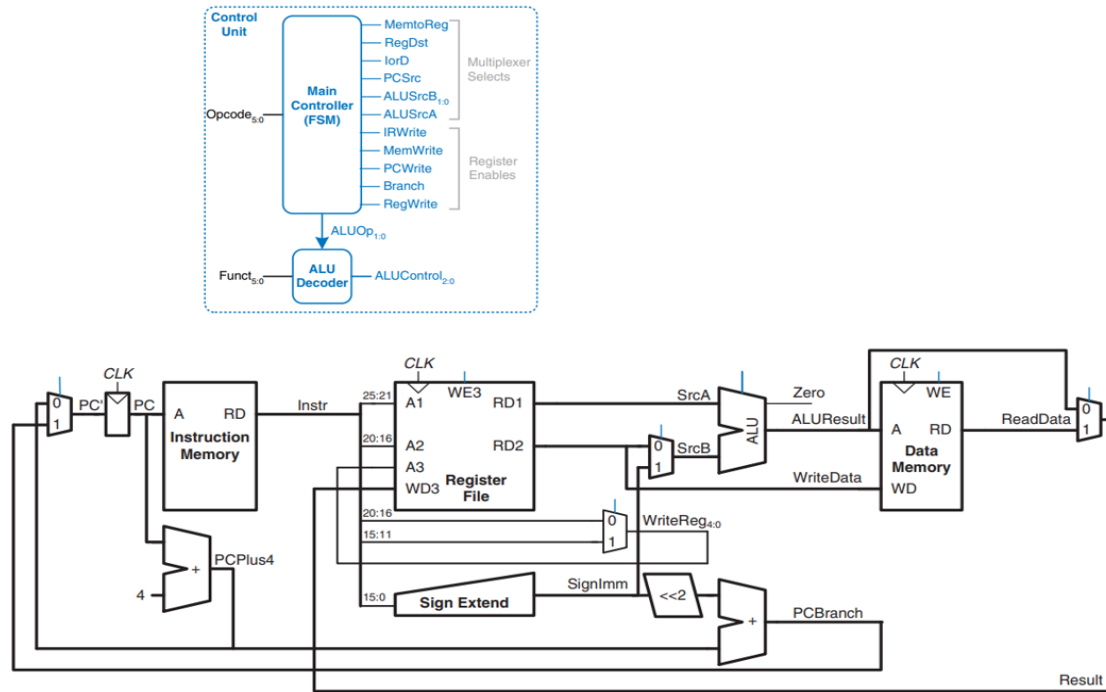 Control
Unit
MemtoReg
RegDst
IorD
PCSrc
ALUSrcB1:0
ALUSrcA
Multiplexer
Selects
Main
Controller
(FSM)
Opcode5:0
IRWrite
MemWrite
PCWrite
Branch
RegWrite
Register
Enables
ALUOp1:0
Funct5:0
ALU
Decoder
ALUControl2:0
CLK
CLK
CLK
0
1
PC'
PC
A RD
Instruction
Memory
Instr
25:21
20:16
A1
A2
A3
WD3
WE3
RD1
RD2
Register
File
SrcA
0
1
SrcB
ALU
Zero
ALUResult
WriteData
WE
A RD
Data
Memory
WD
ReadData
0
1
20:16
15:11
0
1
WriteReg4:0
4
+
PCPlus4
15:0
Sign Extend
SignImm
<<2
+
PCBranch
Result